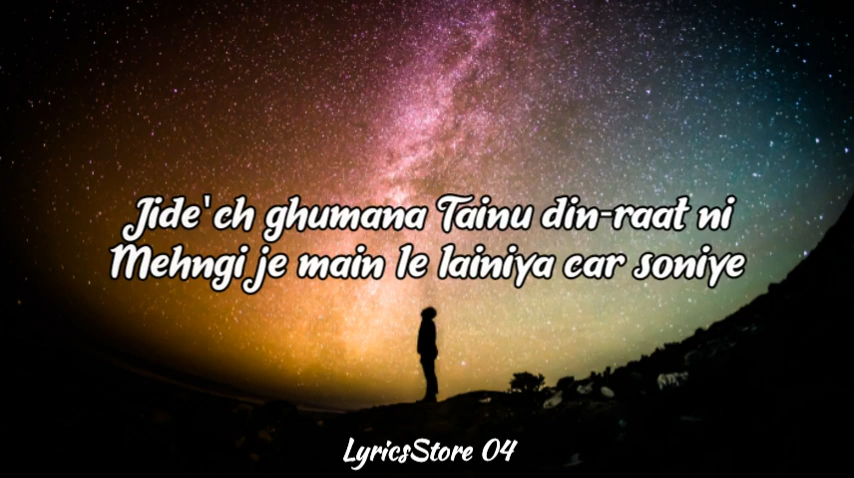 Jide'ch ghumana Tainu din-raat ni
Mehngi je main le lainiya car soniye
LyricsStore 04